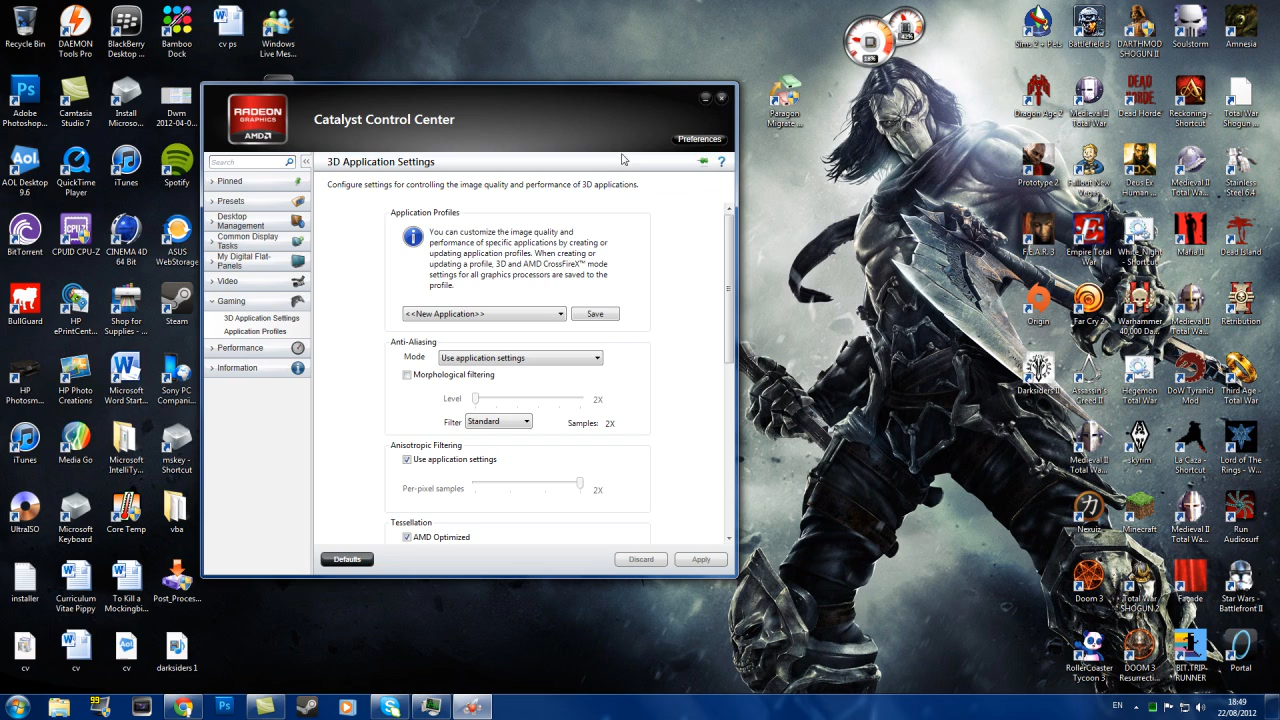 Recycle Bin
DAEMON
Tools Pro
BlackBerry
Desktop ...
Bamboo
Dock
cv ps
Windows
Live Mes...
Adobe
Photoshop...
Camtasia
Studio 7
Install
Microso...
Dwm
2012-04-0...
AOL Desktop
9.6
QuickTime
Player
iTunes
Spotify
BitTorrent
CPUID CPU-Z
CINEMA 4D
64 Bit
ASUS
WebStorage
BullGuard
HP
ePrintCent...
Shop for
Supplies - ...
Steam
HP
Photosm...
HP Photo
Creations
Microsoft
Word Start...
Sony PC
Compani...
iTunes
Media Go
Microsoft
IntelliTy...
mskey -
Shortcut
UltraISO
Microsoft
Keyboard
Core Temp
vba
installer
Curriculum
Vitae Pippy
To Kill a
Mockingbi...
Post_Proces...
cv
cv
cv
darksiders 1
RADEON
GRAPHICS
AMD
Catalyst Control Center
Preferences
Search
3D Application Settings
Pinned
Presets
Desktop
Management
Common Display
Tasks
My Digital Flat-
Panels
Video
Gaming
3D Application Settings
Application Profiles
Performance
Information
Configure settings for controlling the image quality and performance of 3D applications.
Application Profiles
You can customize the image quality and
performance of specific applications by creating or
updating application profiles. When creating or
updating a profile, 3D and AMD CrossFireX™ mode
settings for all graphics processors are saved to the
profile.
<<New Application>>
Save
Anti-Aliasing
Mode
Use application settings
Morphological filtering
Level
2X
Filter
Standard
Samples:
2X
Anisotropic Filtering
Use application settings
Per-pixel samples
2X
Tessellation
AMD Optimized
Defaults
Discard
Apply
18%
42%
Paragon
Migrate ...
Sims 2 + Pets
Battlefield 3
DARTHMOD
SHOGUN II
Soulstorm
Amnesia
Dragon Age 2
Medieval II
Total War
DEAD
HORDE
Dead Horde
Reckoning -
Shortcut
Total War
Shogun ...
Prototype 2
Fallout New
Vegas
Deus Ex
Human ...
Medieval II
Total Wa...
Stainless
Steel 6.4
F.E.A.R. 3
Empire Total
War
White_Night
- Shortcut
Mafia II
Dead Island
Origin
Far Cry 2
Warhammer
40,000 Da...
Medieval II
Total Wa...
Retribution
Darksiders II
Assassin's
Creed II
Hegemon
Total War
DoW Tyranid
Mod
Third Age -
Total War
Medieval II
Total Wa...
skyrim
La Caza -
Shortcut
Lord of The
Rings - W...
Nexuiz
Minecraft
Medieval II
Total Wa...
Run
Audiosurf
Doom 3
Total War
SHOGUN 2
Façade
Star Wars -
Battlefront II
RollerCoaster
Tycoon 3
DOOM 3
Resurrecti...
BIT.TRIP
RUNNER
Portal
99
EN
18:49
22/08/2012